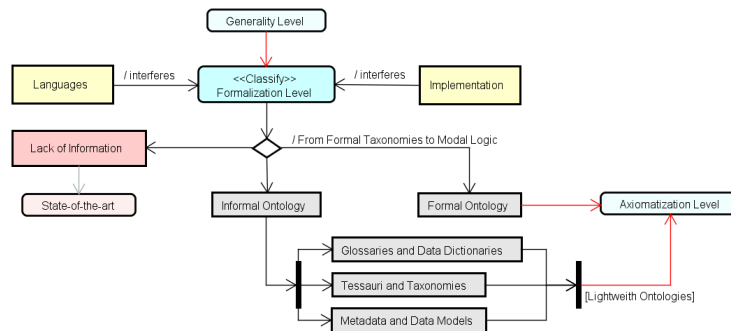 Generality Level
Languages
/ interferes
<<Classify>>
Formalization Level
/ interferes
Implementation
Lack of Information
/ From Formal Taxonomies to Modal Logic
State-of-the-art
Informal Ontology
Formal Ontology
Axiomatization Level
Glossaries and Data Dictionaries
Tessauri and Taxonomies
[Lightweith Ontologies]
Metadata and Data Models